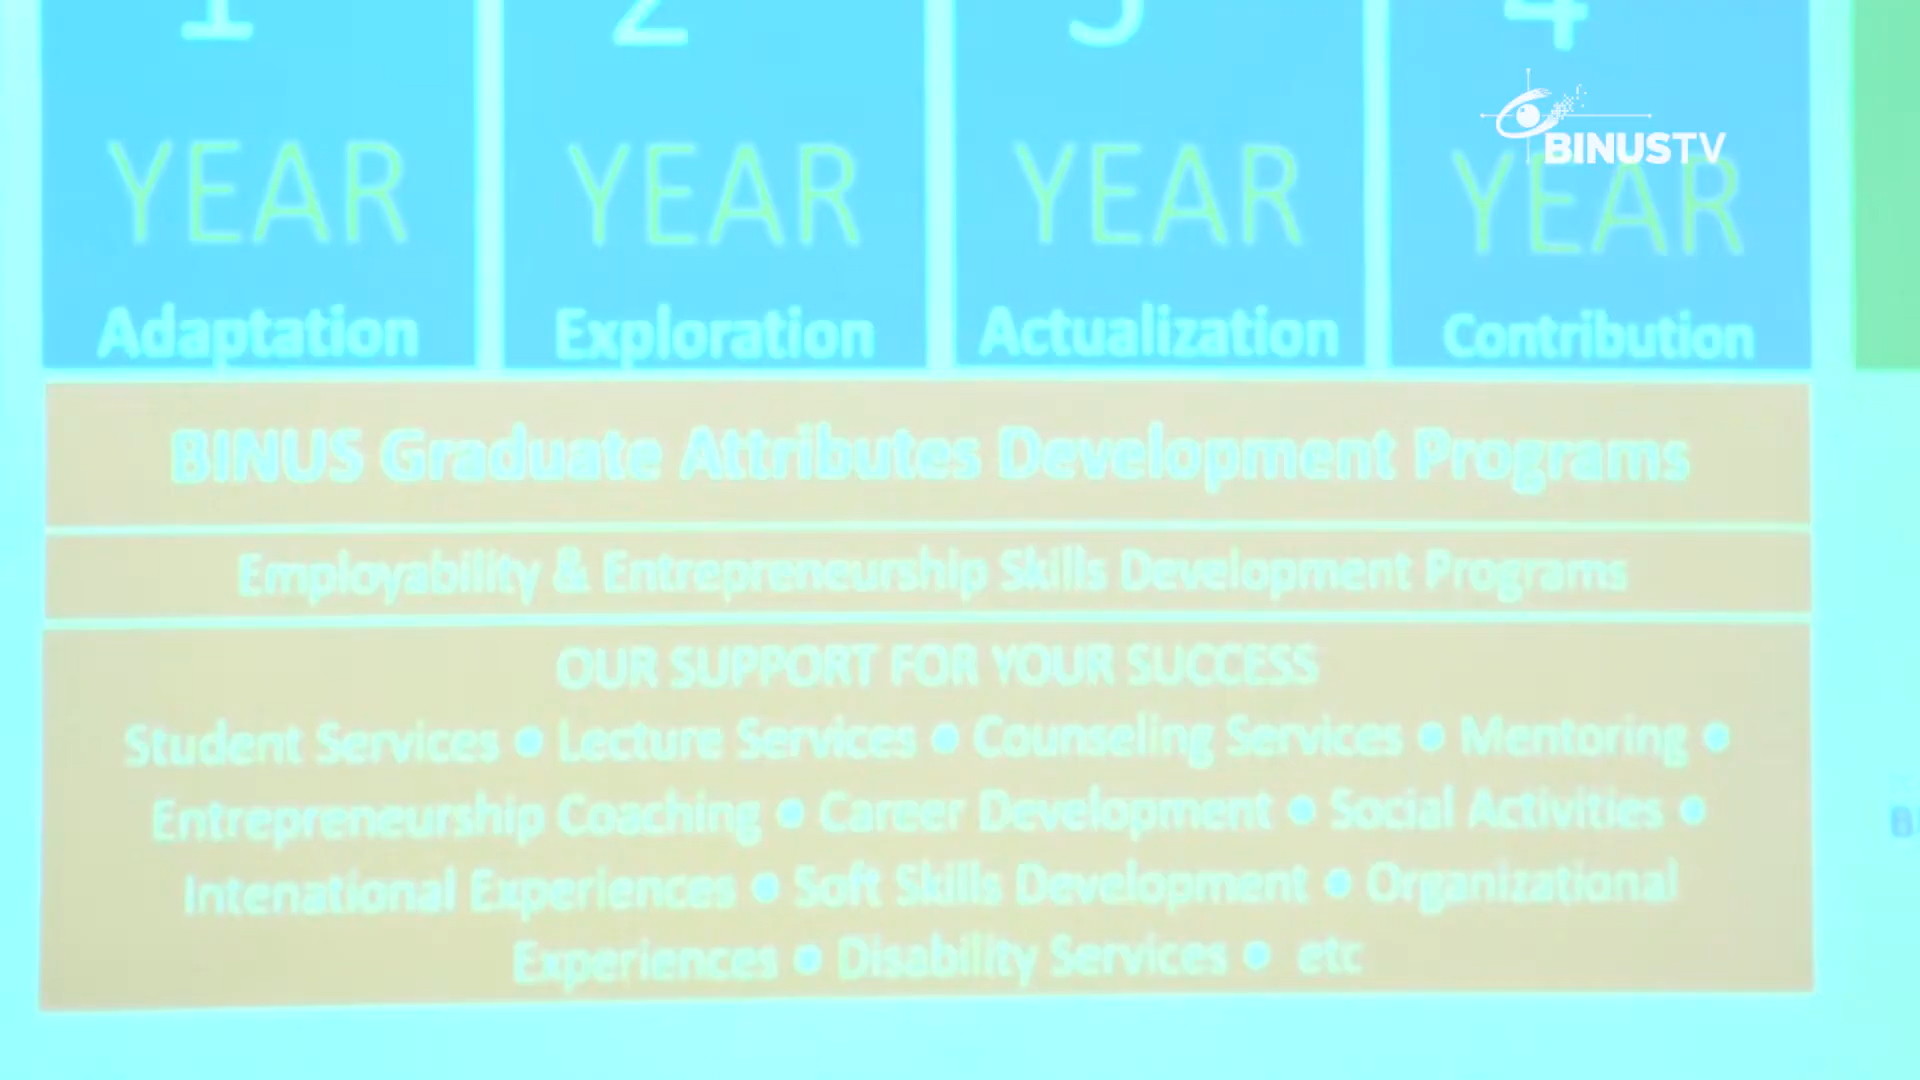 1 2 3 4
BINUSTV
YEAR YEAR YEAR YEAR
Adaptation Exploration Actualization Contribution
BINUS Graduate Attributes Development Programs
Employability & Entrepreneurship Skills Development Programs
OUR SUPPORT FOR YOUR SUCCESS
Student Services • Lecture Services • Counseling Services • Mentoring •
Entrepreneurship Coaching • Career Development • Social Activities •
Intenational Experiences • Soft Skills Development • Organizational
Experiences • Disability Services • etc
B